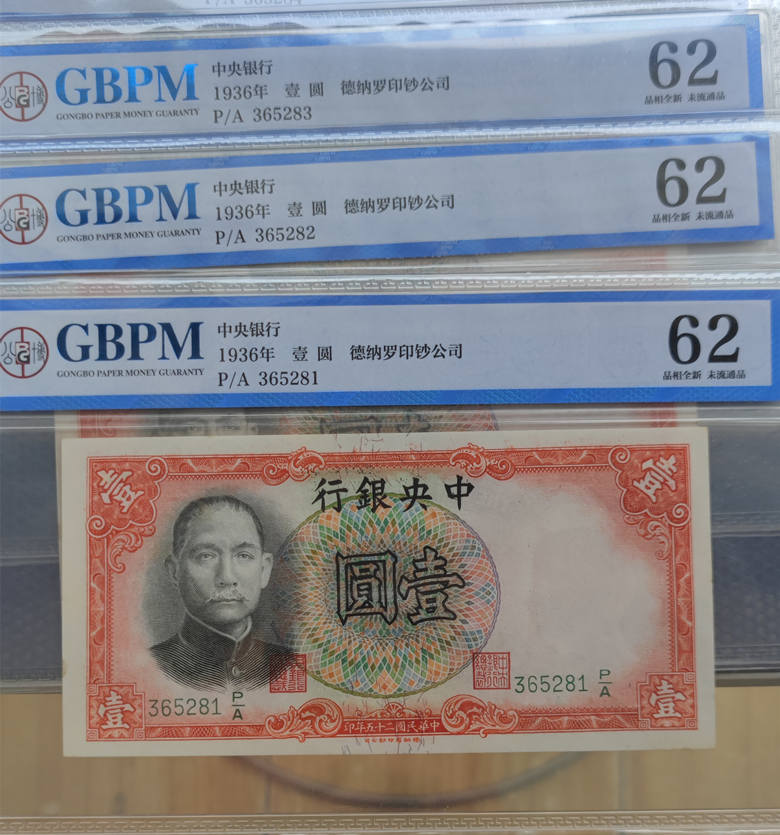 P/A 365284
GBPM
GONGBO PAPER MONEY GUARANTY
中央银行
1936年 壹 圆 德纳罗印钞公司
P/A 365283
62
品相全新 未流通品
GBPM
GONGBO PAPER MONEY GUARANTY
中央银行
1936年 壹 圆 德纳罗印钞公司
P/A 365282
62
品相全新 未流通品
GBPM
GONGBO PAPER MONEY GUARANTY
中央银行
1936年 壹 圆 德纳罗印钞公司
P/A 365281
62
品相全新 未流通品
壹
行銀央中
壹
圓壹
365281 P/A
365281 P/A
壹
印年五十二國民華中
壹